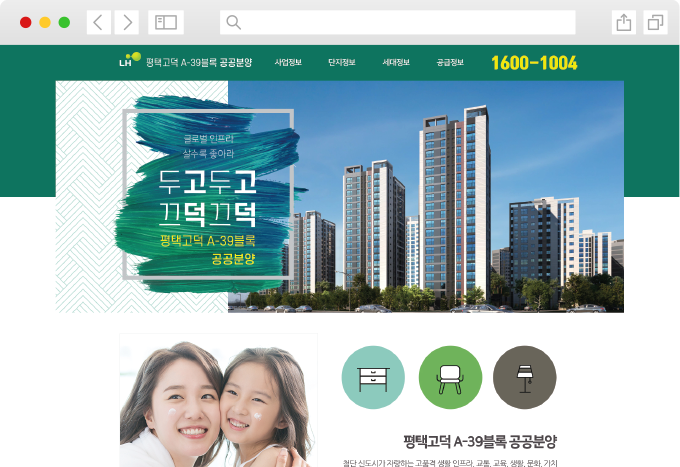 LH 평택고덕 A-39블록 공공분양 사업정보 단지정보 세대정보 공급정보 1600-1004
글로벌 인프라
살수록 좋아라
두고두고
끄덕끄덕
평택고덕 A-39블록
공공분양
평택고덕 A-39블록 공공분양
첨단 신도시가 자랑하는 고품격 생활 인프라, 교통, 교육, 생활, 문화, 가치